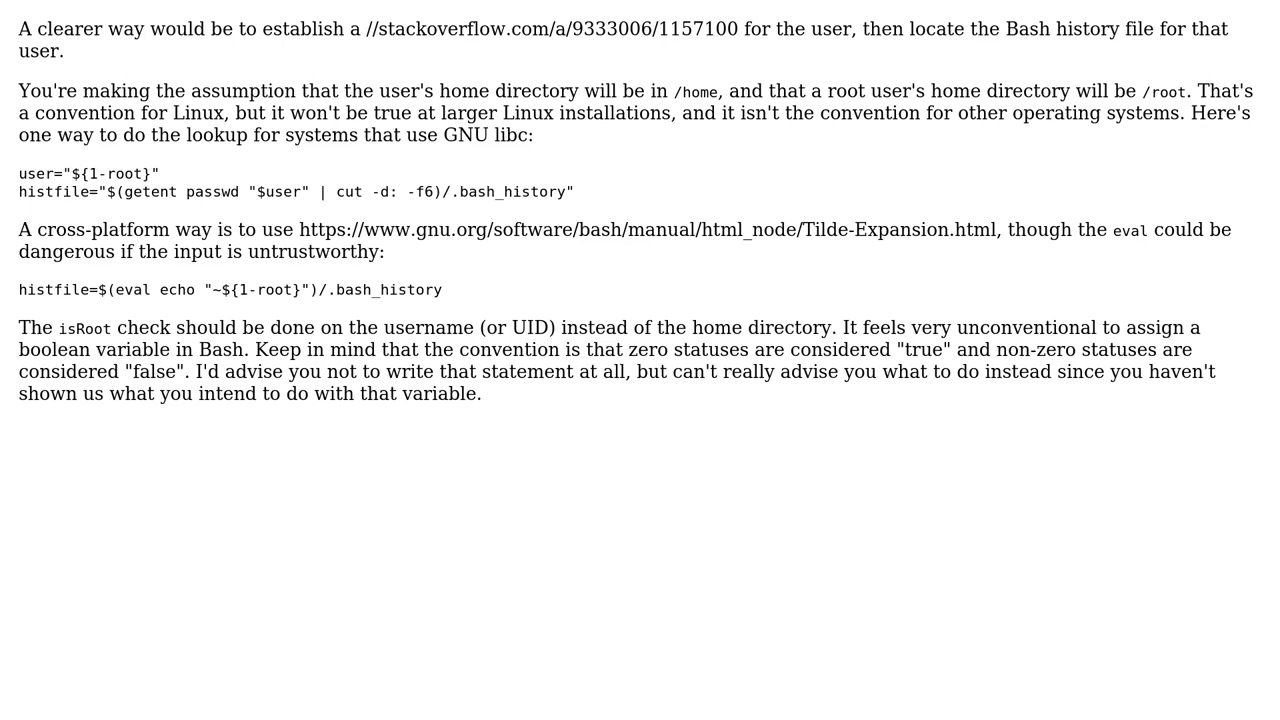 A clearer way would be to establish a //stackoverflow.com/a/9333006/1157100 for the user, then locate the Bash history file for that
user.
You're making the assumption that the user's home directory will be in /home, and that a root user's home directory will be /root. That's
a convention for Linux, but it won't be true at larger Linux installations, and it isn't the convention for other operating systems. Here's
one way to do the lookup for systems that use GNU libc:
user="${1-root}"
histfile="$(getent passwd "$user" | cut -d: -f6)/.bash_history"
A cross-platform way is to use https://www.gnu.org/software/bash/manual/html_node/Tilde-Expansion.html, though the eval could be
dangerous if the input is untrustworthy:
histfile=$(eval echo "~${1-root}")/.bash_history
The isRoot check should be done on the username (or UID) instead of the home directory. It feels very unconventional to assign a
boolean variable in Bash. Keep in mind that the convention is that zero statuses are considered "true" and non-zero statuses are
considered "false". I'd advise you not to write that statement at all, but can't really advise you what to do instead since you haven't
shown us what you intend to do with that variable.